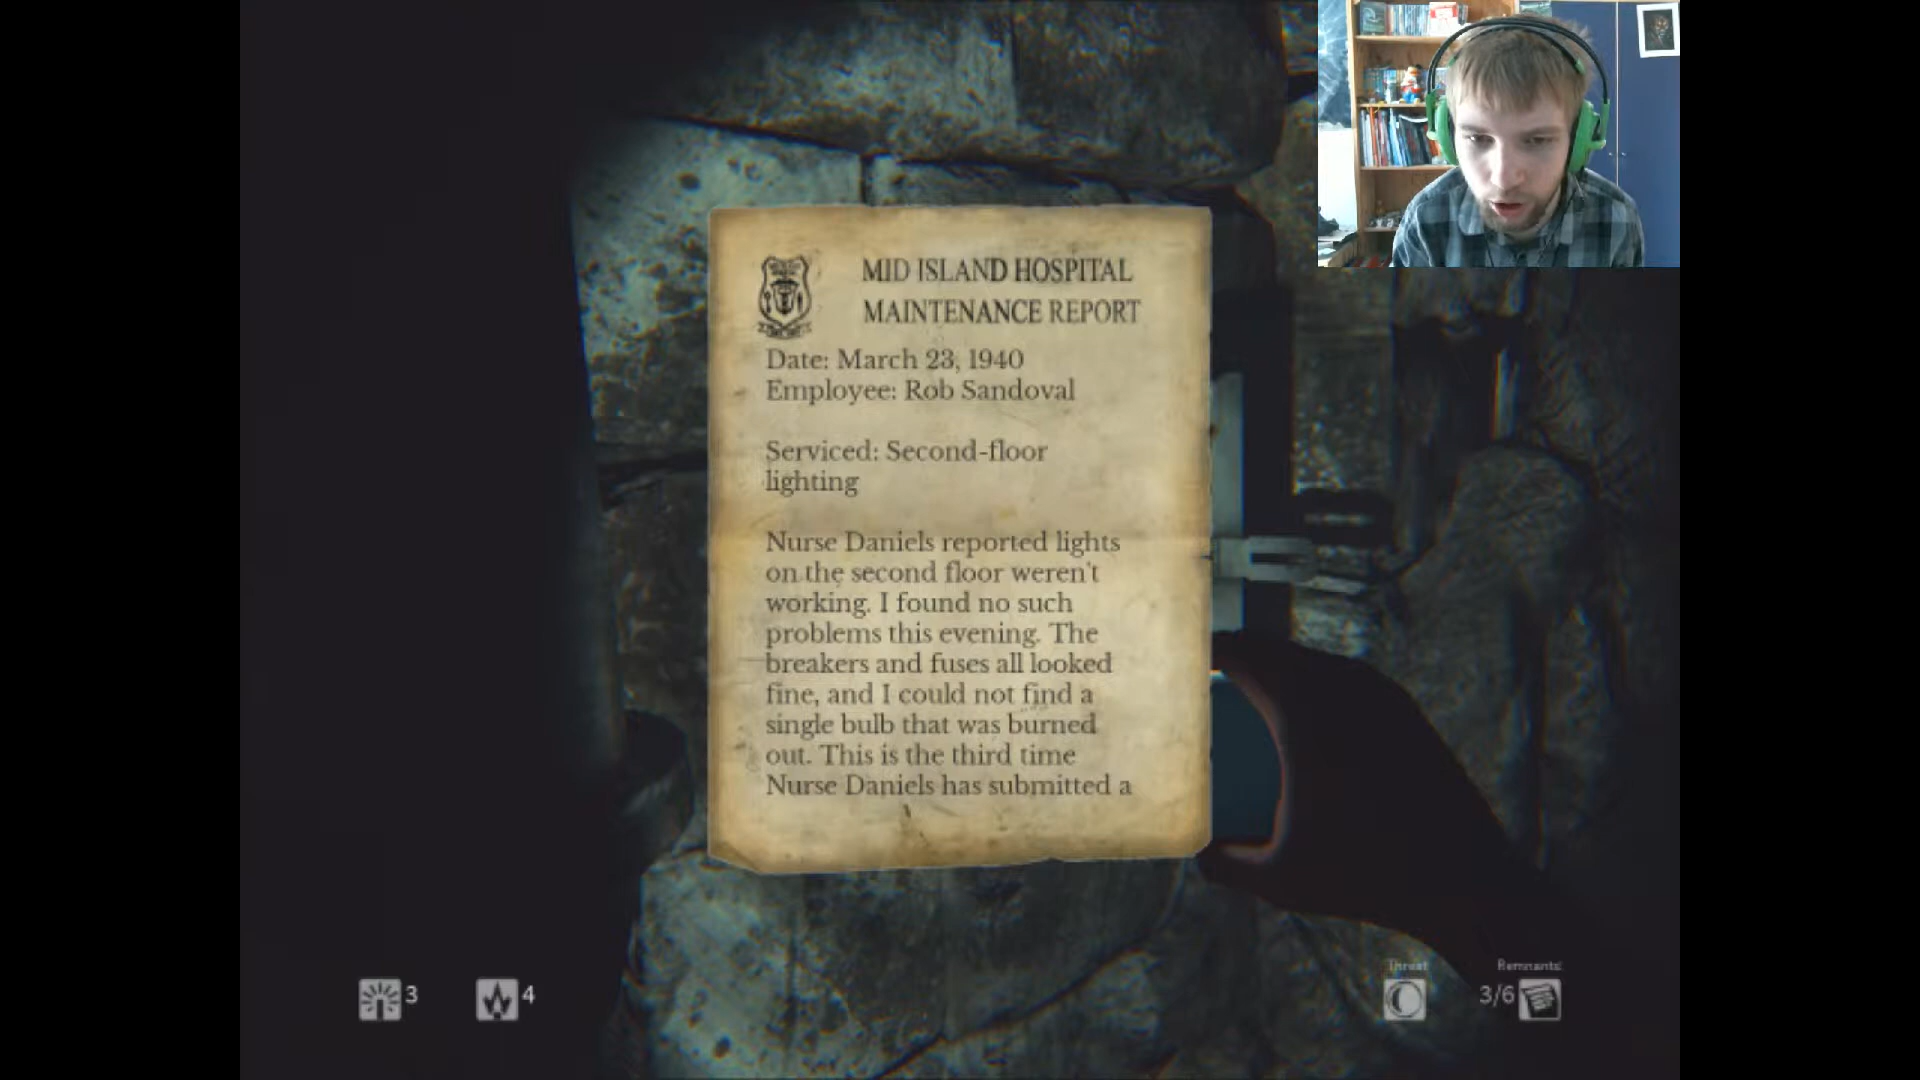 MID ISLAND HOSPITAL
MAINTENANCE REPORT
Date: March 23, 1940
Employee: Rob Sandoval
Serviced: Second-floor
lighting
Nurse Daniels reported lights
on the second floor weren't
working. I found no such
problems this evening. The
breakers and fuses all looked
fine, and I could not find a
single bulb that was burned
out. This is the third time
Nurse Daniels has submitted a
3
4
Threat
Remnants:
3/6